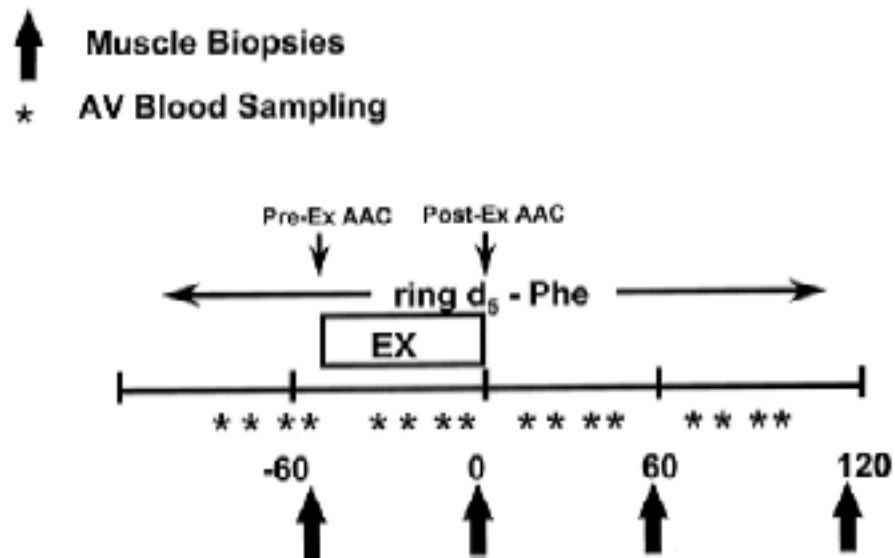 Muscle Biopsies
* AV Blood Sampling
Pre-Ex AAC Post-Ex AAC
ring d5 - Phe
EX
* * ** * * ** * * ** * * **
-60 0 60 120